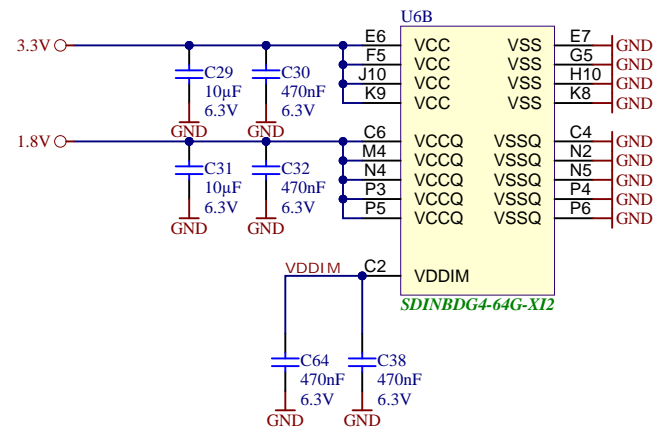 U6B
3.3V
E6 VCC VSS E7 GND
F5 VCC VSS G5 GND
J10 VCC VSS H10 GND
K9 VCC VSS K8 GND
C29
10µF
6.3V
GND
C30
470nF
6.3V
GND
1.8V
C6 VCCQ VSSQ C4 GND
M4 VCCQ VSSQ N2 GND
N4 VCCQ VSSQ N5 GND
P3 VCCQ VSSQ P4 GND
P5 VCCQ VSSQ P6 GND
C31
10µF
6.3V
GND
C32
470nF
6.3V
GND
VDDIM C2 VDDIM
SDINBDG4-64G-XI2
C64
470nF
6.3V
GND
C38
470nF
6.3V
GND